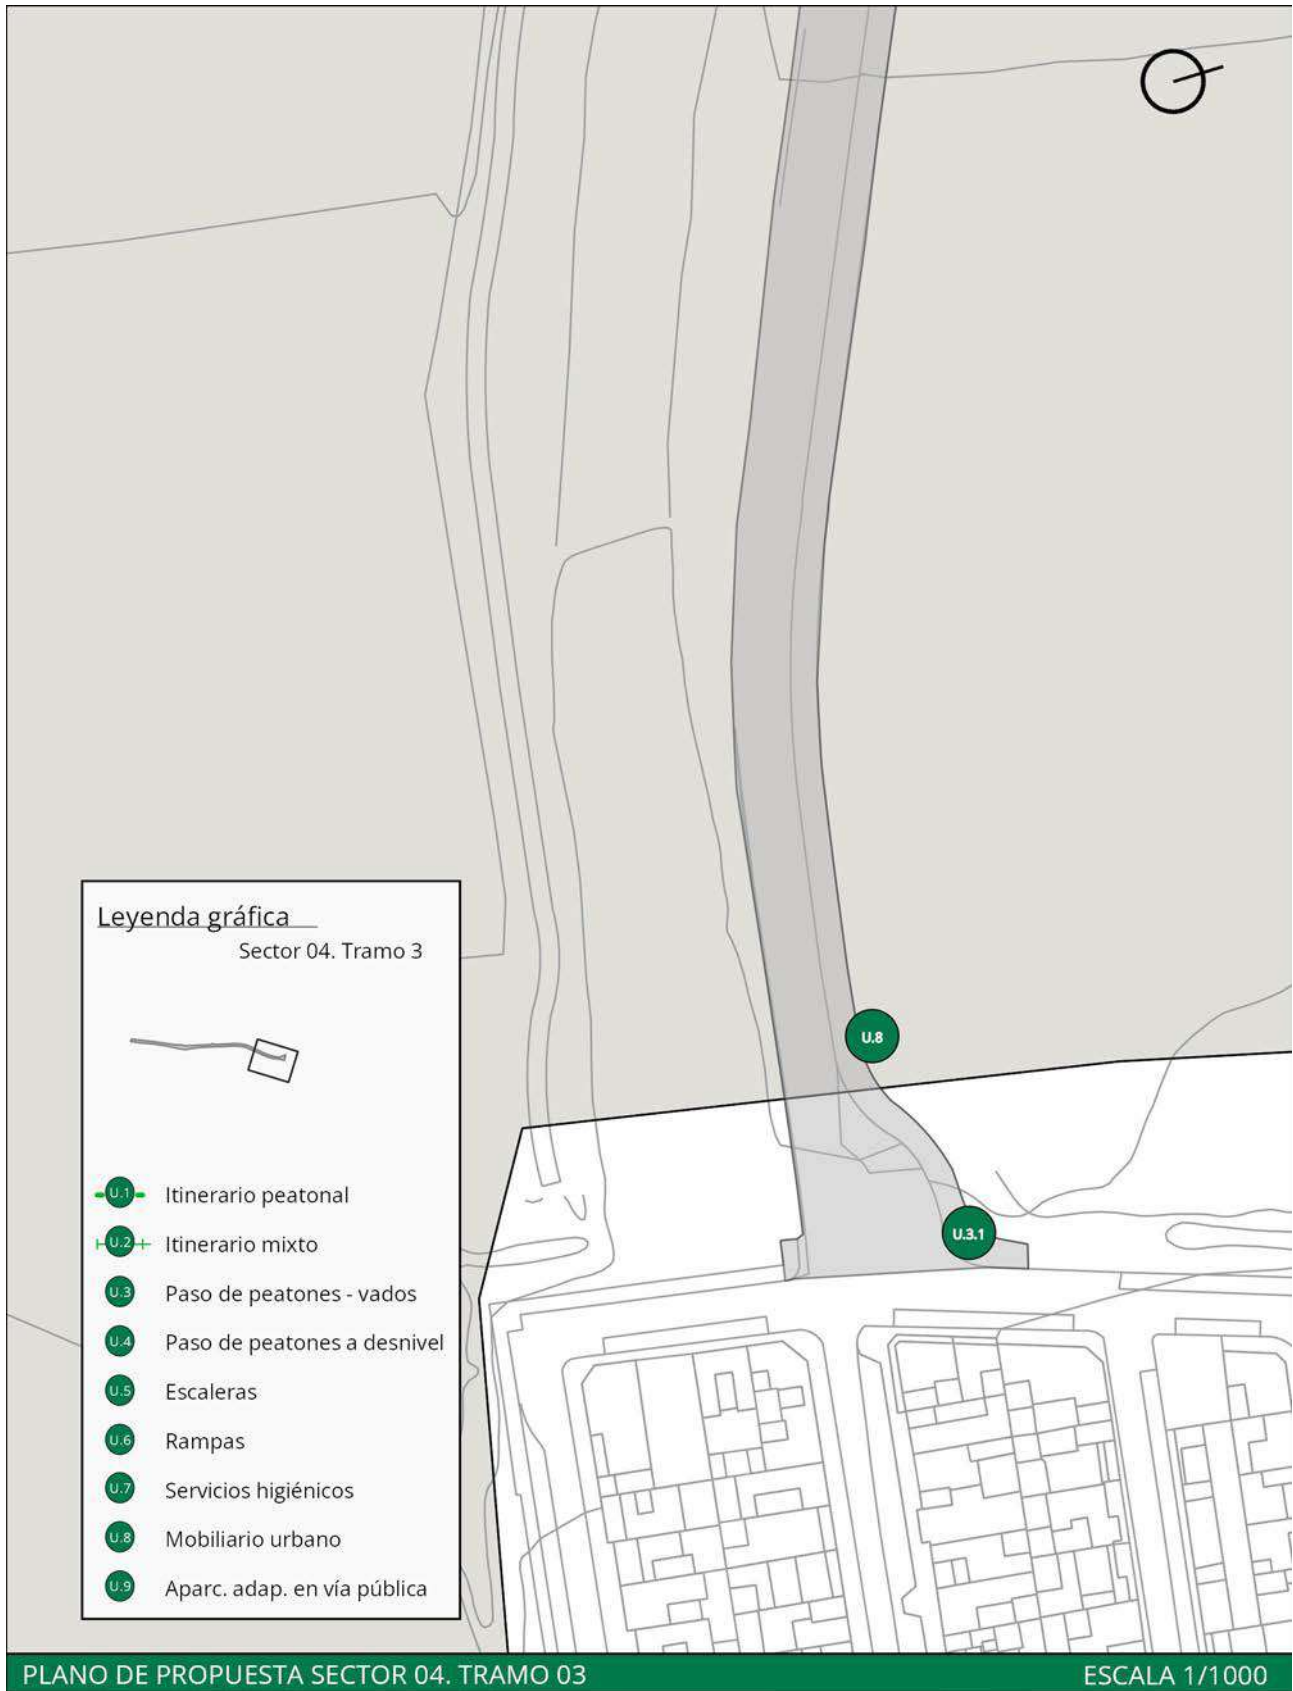 U.8
U.3.1
Leyenda gráfica
Sector 04. Tramo 3
U.1 Itinerario peatonal
U.2 Itinerario mixto
U.3 Paso de peatones - vados
U.4 Paso de peatones a desnivel
U.5 Escaleras
U.6 Rampas
U.7 Servicios higiénicos
U.8 Mobiliario urbano
U.9 Aparc. adap. en vía pública
PLANO DE PROPUESTA SECTOR 04. TRAMO 03 ESCALA 1/1000